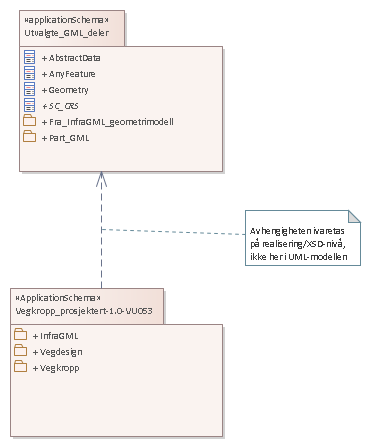 «applicationSchema»
Utvalgte_GML_deler
+ AbstractData
+ AnyFeature
+ Geometry
+ SC_CRS
+ Fra_InfraGML_geometrimodell
+ Part_GML
Avhengigheten ivaretas
på realisering/XSD-nivå,
ikke her i UML-modellen
«ApplicationSchema»
Vegkropp_prosjektert-1.0-VU053
+ InfraGML
+ Vegdesign
+ Vegkropp